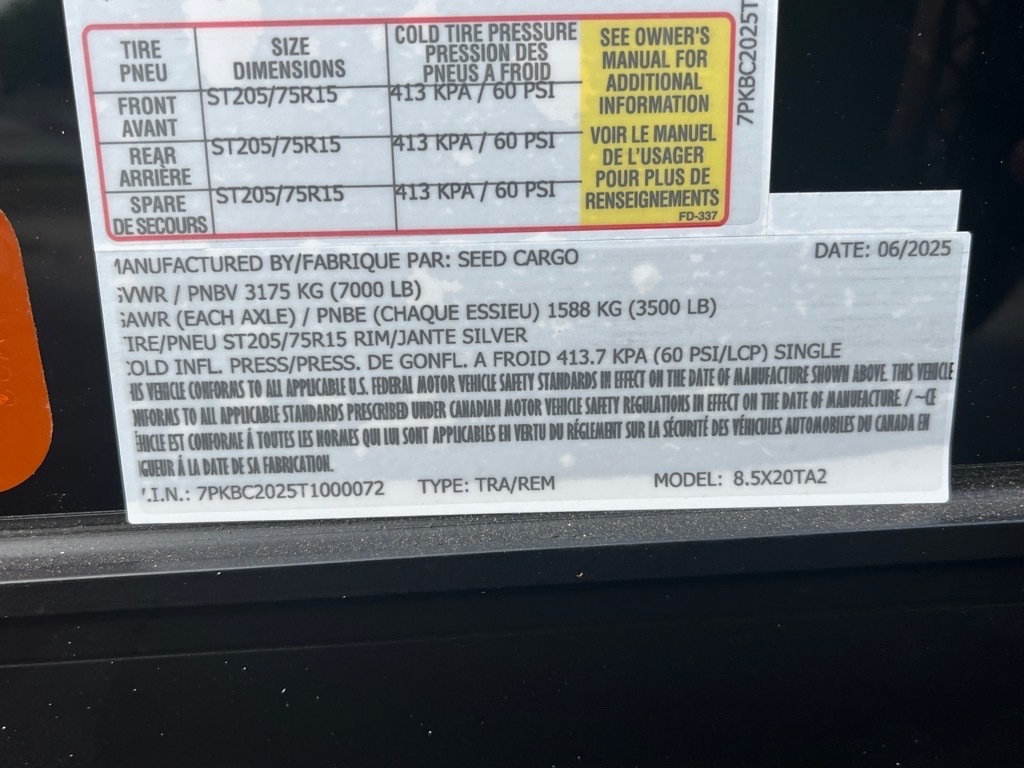 TIRE
PNEU
SIZE
DIMENSIONS
COLD TIRE PRESSURE
PRESSION DES
PNEUS A FROID
FRONT
AVANT
ST205/75R15
413 KPA / 60 PSI
REAR
ARRIÈRE
ST205/75R15
413 KPA / 60 PSI
SPARE
DE SECOURS
ST205/75R15
413 KPA / 60 PSI
SEE OWNER'S
MANUAL FOR
ADDITIONAL
INFORMATION
VOIR LE MANUEL
DE L'USAGER
POUR PLUS DE
RENSEIGNEMENTS
FD-337
7PKBC2025T
MANUFACTURED BY/FABRIQUE PAR: SEED CARGO
DATE: 06/2025
GVWR / PNBV 3175 KG (7000 LB)
GAWR (EACH AXLE) / PNBE (CHAQUE ESSIEU) 1588 KG (3500 LB)
TIRE/PNEU ST205/75R15 RIM/JANTE SILVER
COLD INFL. PRESS/PRESS. DE GONFL. A FROID 413.7 KPA (60 PSI/LCP) SINGLE
HIS VEHICLE CONFORMS TO ALL APPLICABLE U.S. FEDERAL MOTOR VEHICLE SAFETY STANDARDS IN EFFECT ON THE DATE OF MANUFACTURE SHOWN ABOVE. THIS VEHICLE
ONFORMS TO ALL APPLICABLE STANDARDS PRESCRIBED UNDER CANADIAN MOTOR VEHICLE SAFETY REGULATIONS IN EFFECT ON THE DATE OF MANUFACTURE. / ~CE
ÉHICLE EST CONFORME À TOUTES LES NORMES QUI LUI SONT APPLICABLES EN VERTU DU RÉGLEMENT SUR LA SÉCURITÉ DES VÉHICULES AUTOMOBILES DU CANADA EN
IGUEUR Á LA DATE DE SA FABRICATION.
V.I.N.: 7PKBC2025T1000072
TYPE: TRA/REM
MODEL: 8.5X20TA2